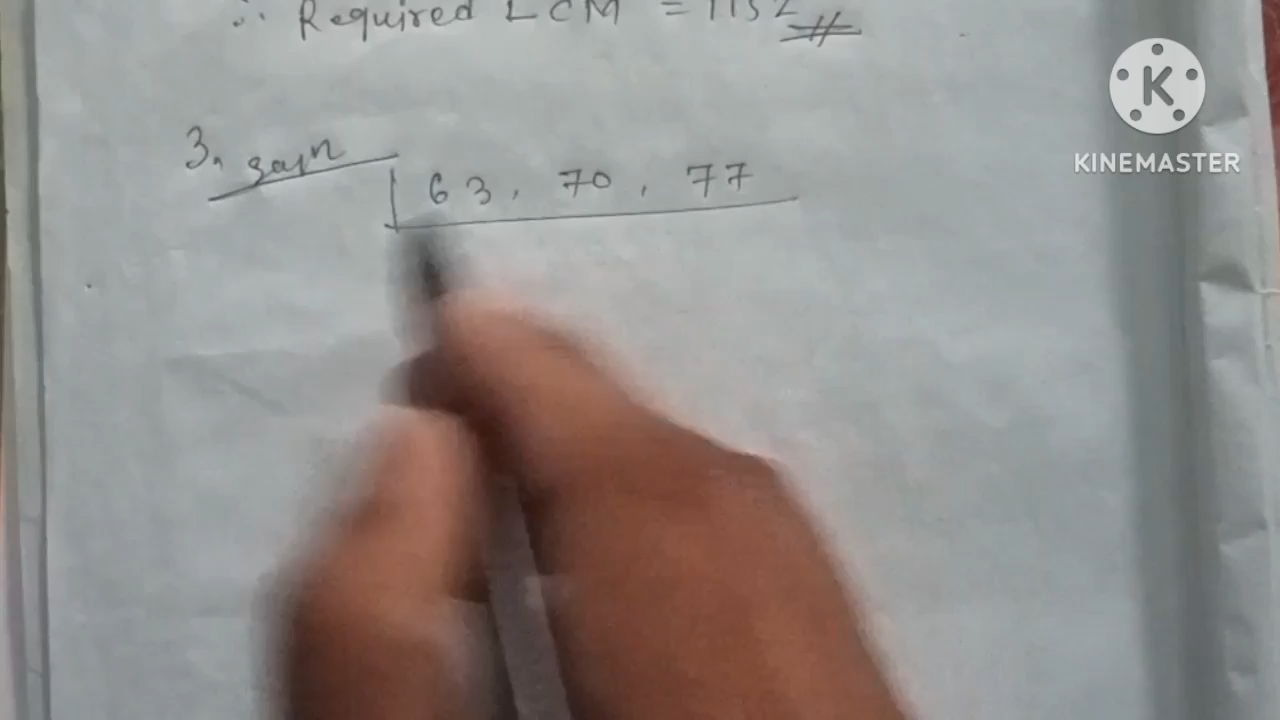 ∴ Required LCM = 1152
3. soln
63, 70, 77
KINEMASTER